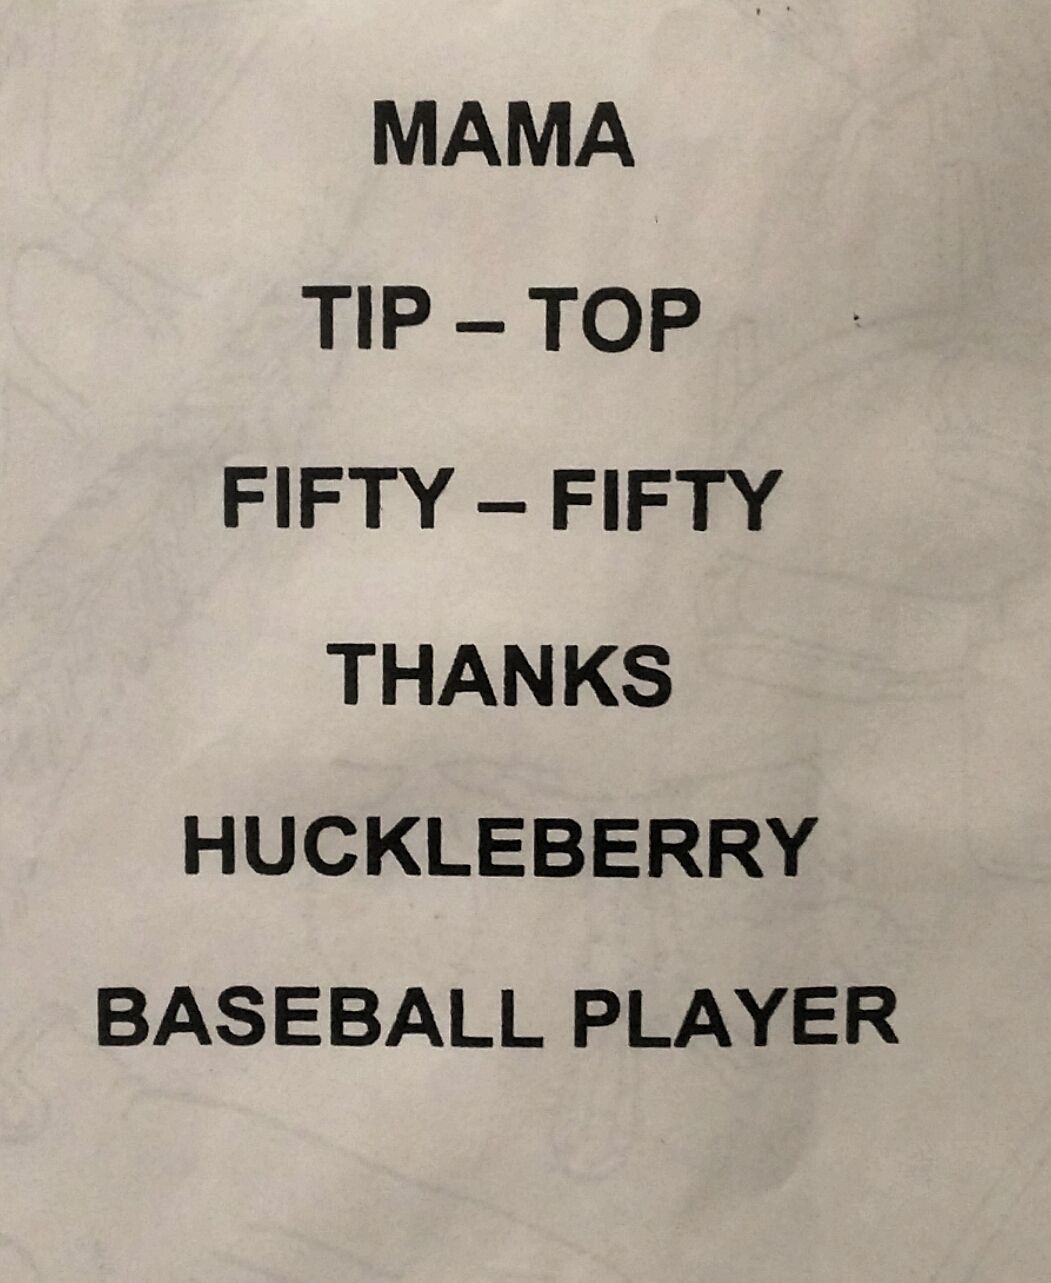 MAMA
TIP – TOP
FIFTY – FIFTY
THANKS
HUCKLEBERRY
BASEBALL PLAYER